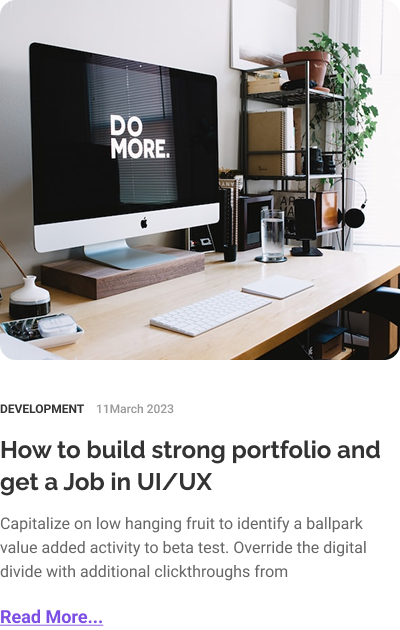 DO
MORE.
DEVELOPMENT 11March 2023
How to build strong portfolio and
get a Job in UI/UX
Capitalize on low hanging fruit to identify a ballpark
value added activity to beta test. Override the digital
divide with additional clickthroughs from
Read More...